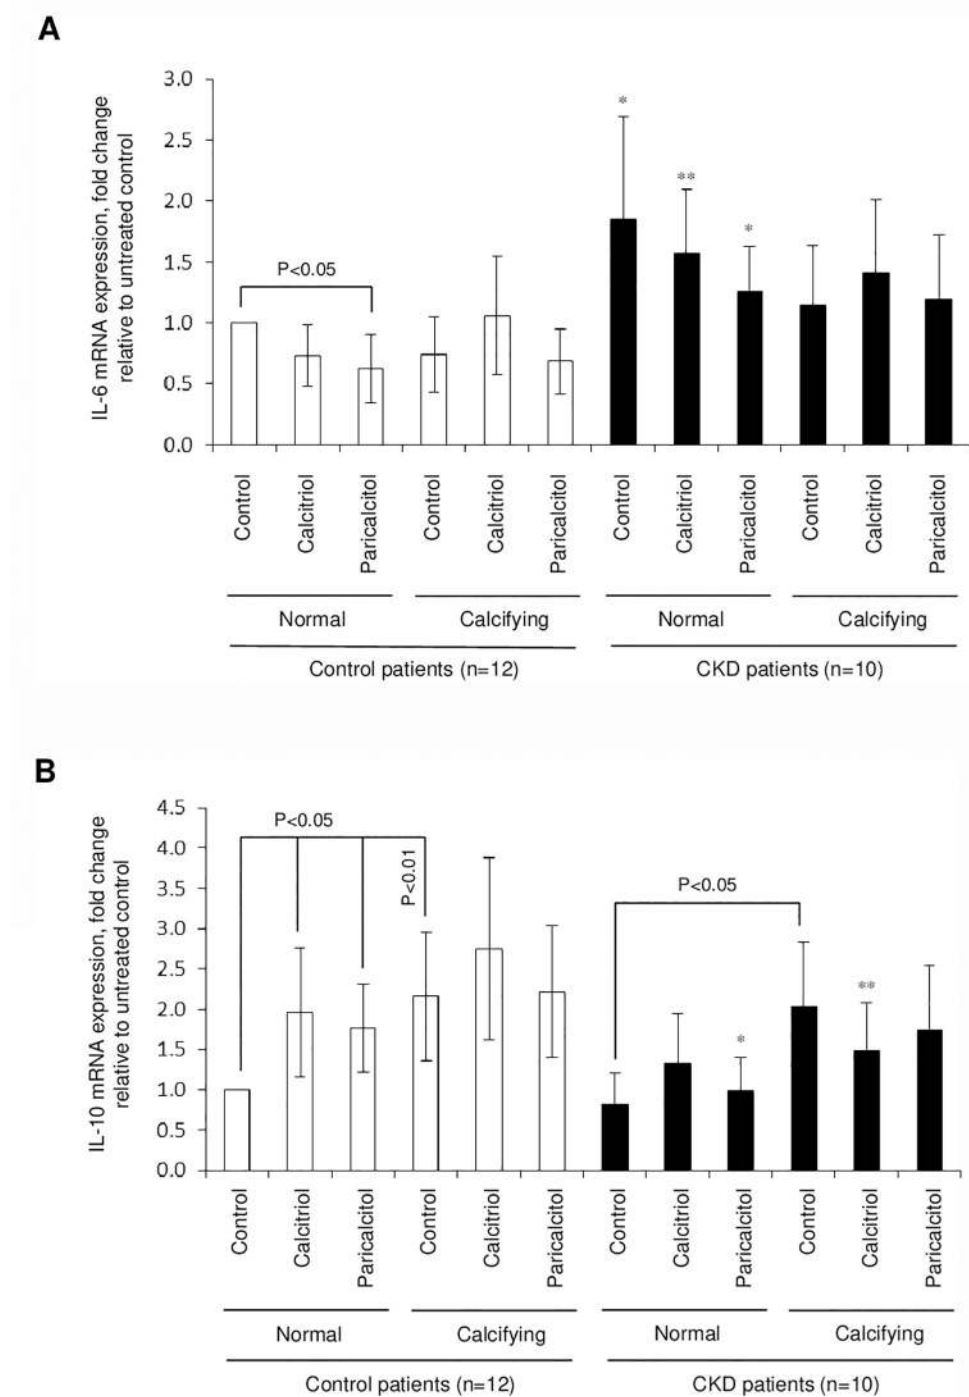 A
IL-6 mRNA expression, fold change
relative to untreated control
3.0
2.5
2.0
1.5
1.0
0.5
0.0
P<0.05
*
**
*
Control
Calcitriol
Paricalcitol
Control
Calcitriol
Paricalcitol
Control
Calcitriol
Paricalcitol
Control
Calcitriol
Paricalcitol
Normal
Calcifying
Normal
Calcifying
Control patients (n=12)
CKD patients (n=10)
B
IL-10 mRNA expression, fold change
relative to untreated control
4.5
4.0
3.5
3.0
2.5
2.0
1.5
1.0
0.5
0.0
P<0.05
P<0.01
P<0.05
*
**
Control
Calcitriol
Paricalcitol
Control
Calcitriol
Paricalcitol
Control
Calcitriol
Paricalcitol
Control
Calcitriol
Paricalcitol
Normal
Calcifying
Normal
Calcifying
Control patients (n=12)
CKD patients (n=10)